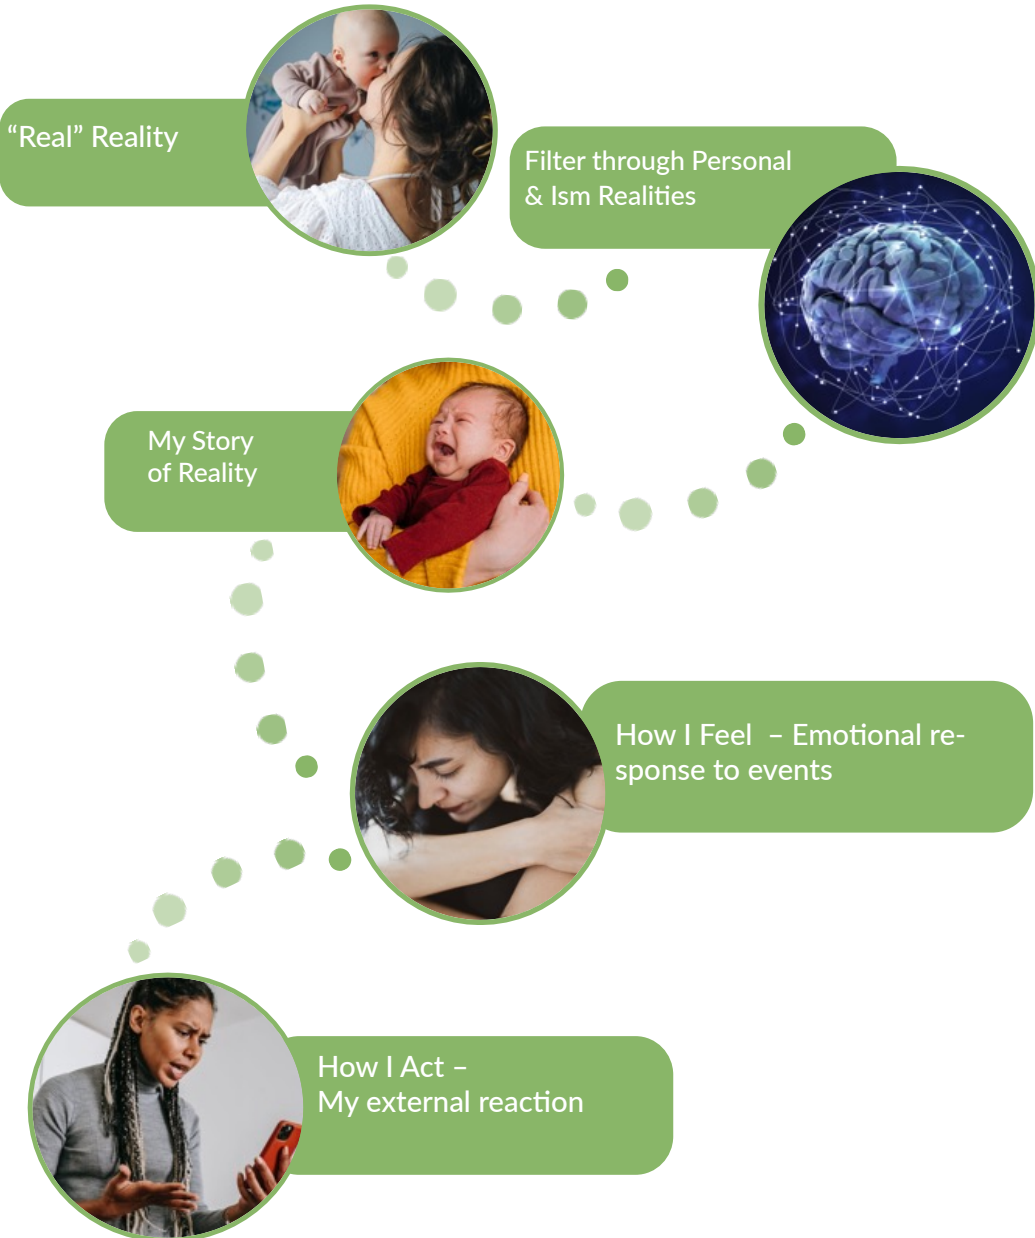 “Real” Reality
Filter through Personal
& Ism Realities
My Story
of Reality
How I Feel  – Emotional re-
sponse to events
How I Act –
My external reaction